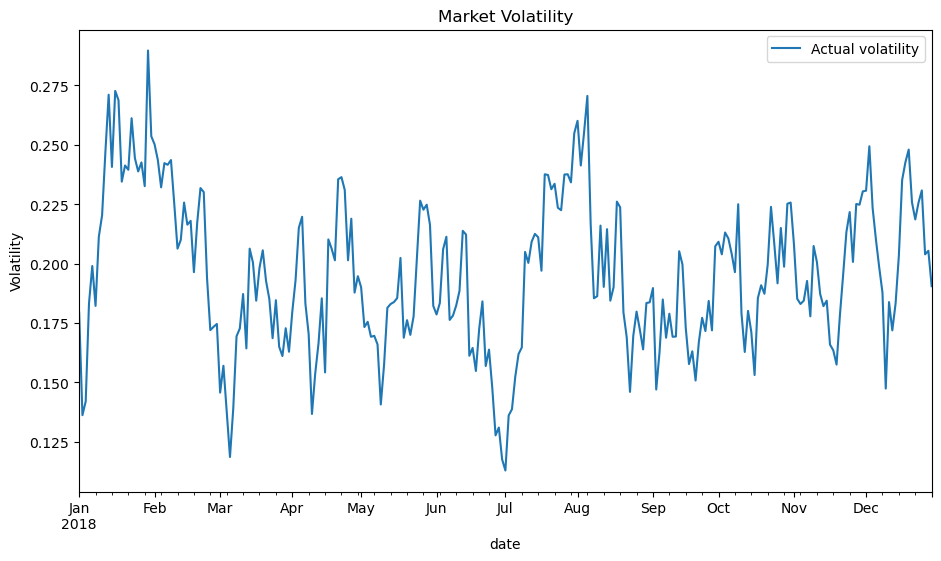 Market Volatility
Actual volatility
Volatility
0.275
0.250
0.225
0.200
0.175
0.150
0.125
Jan Feb Mar Apr May Jun Jul Aug Sep Oct Nov Dec
2018
date